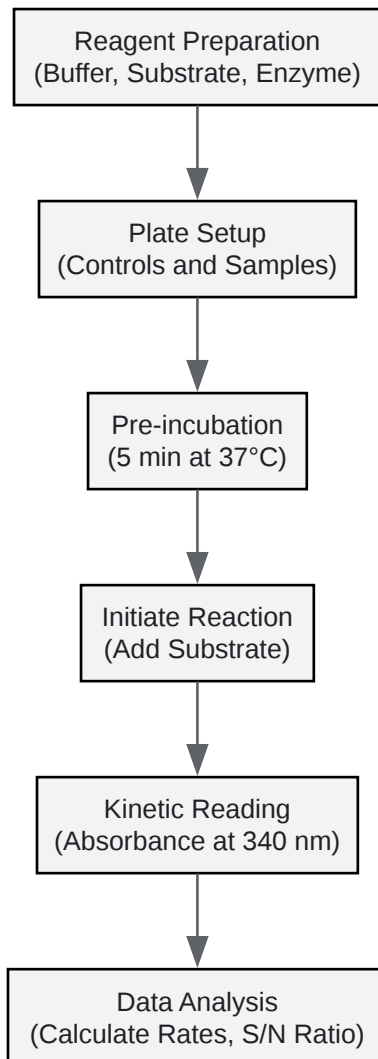 Reagent Preparation
(Buffer, Substrate, Enzyme)
Plate Setup
(Controls and Samples)
Pre-incubation
(5 min at 37°C)
Initiate Reaction
(Add Substrate)
Kinetic Reading
(Absorbance at 340 nm)
Data Analysis
(Calculate Rates, S/N Ratio)